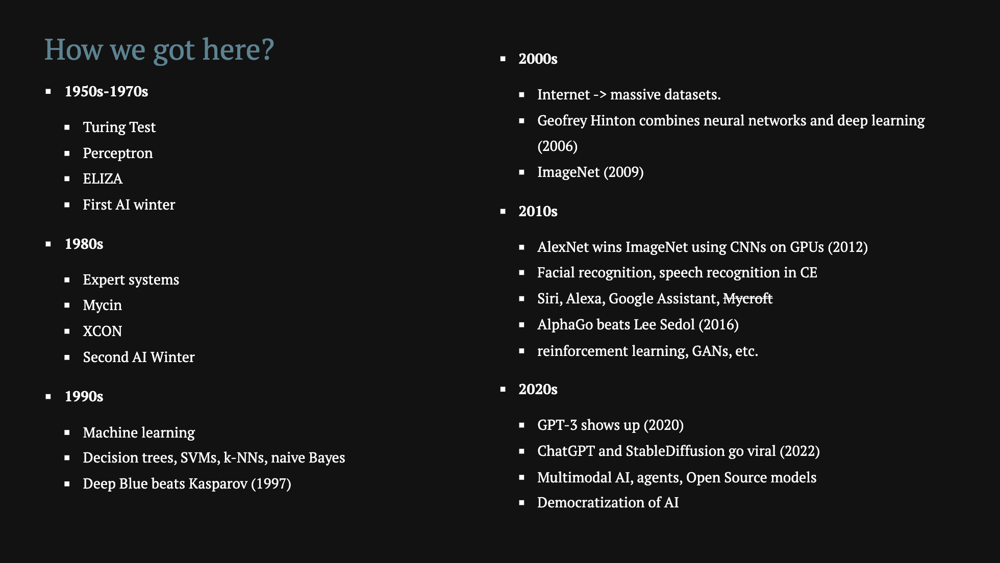 How we got here?
1950s-1970s
Turing Test
Perceptron
ELIZA
First AI winter
1980s
Expert systems
Mycin
XCON
Second AI Winter
1990s
Machine learning
Decision trees, SVMs, k-NNs, naive Bayes
Deep Blue beats Kasparov (1997)
2000s
Internet -> massive datasets.
Geofrey Hinton combines neural networks and deep learning
(2006)
ImageNet (2009)
2010s
AlexNet wins ImageNet using CNNs on GPUs (2012)
Facial recognition, speech recognition in CE
Siri, Alexa, Google Assistant, Mycroft
AlphaGo beats Lee Sedol (2016)
reinforcement learning, GANs, etc.
2020s
GPT-3 shows up (2020)
ChatGPT and StableDiffusion go viral (2022)
Multimodal AI, agents, Open Source models
Democratization of AI